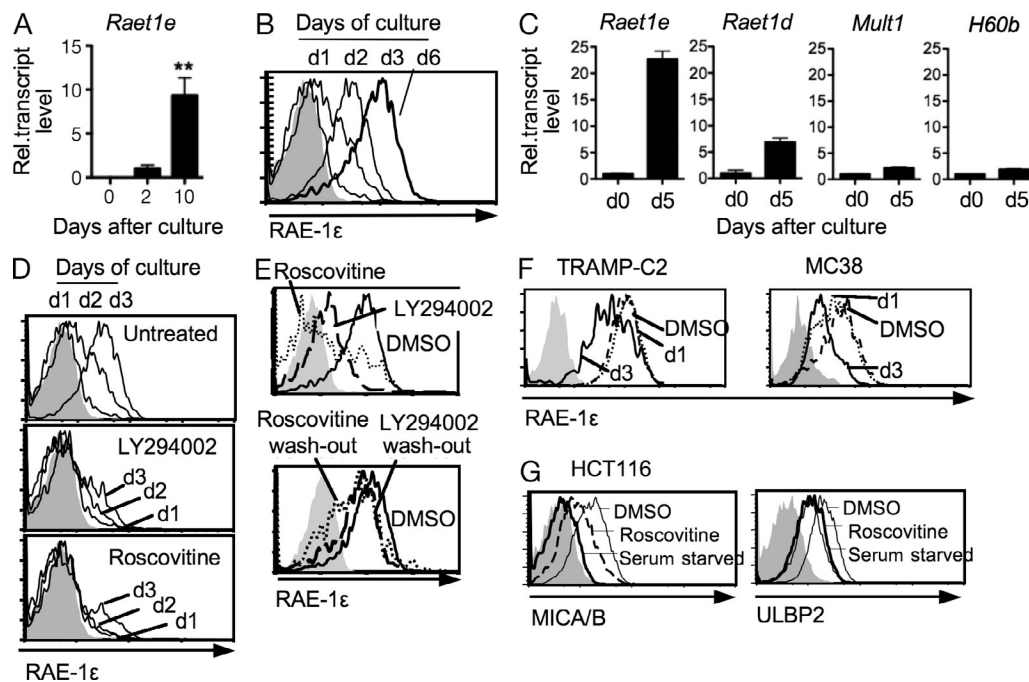 A
Raet1e
Rel.transcript level
15
10
5
0
**
0 2 10
Days after culture
B
Days of culture
d1 d2 d3 d6
RAE-1ε
C
Raet1e Raet1d Mult1 H60b
Rel.transcript level
25 25 25 25
20 20 20 20
15 15 15 15
10 10 10 10
5 5 5 5
0 0 0 0
d0 d5 d0 d5 d0 d5 d0 d5
Days after culture
D
Days of culture
d1 d2 d3
Untreated
LY294002
d3
d2
d1
Roscovitine
d3
d2
d1
RAE-1ε
E
Roscovitine
LY294002
DMSO
Roscovitine wash-out
LY294002 wash-out
DMSO
RAE-1ε
F
TRAMP-C2
DMSO
d1
d3
MC38
d1
DMSO
d3
RAE-1ε
G
HCT116
DMSO
Roscovitine
Serum starved
MICA/B
DMSO
Roscovitine
Serum starved
ULBP2